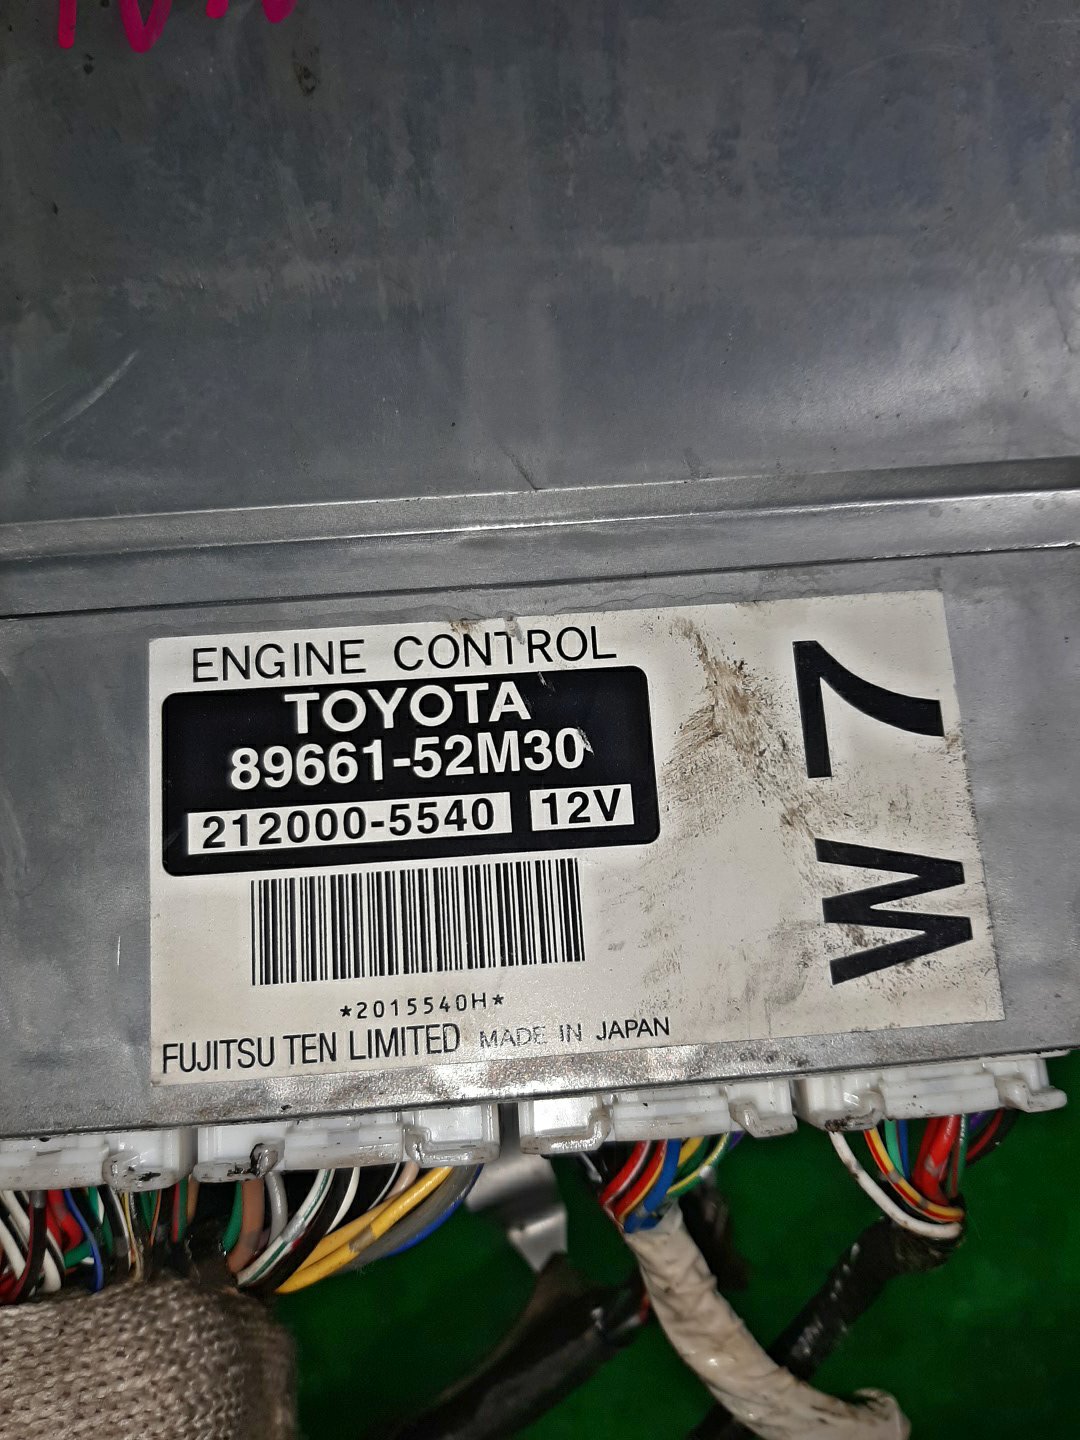 ENGINE CONTROL
TOYOTA
89661-52M30
212000-5540 12V
*2015540H*
FUJITSU TEN LIMITED MADE IN JAPAN
W7